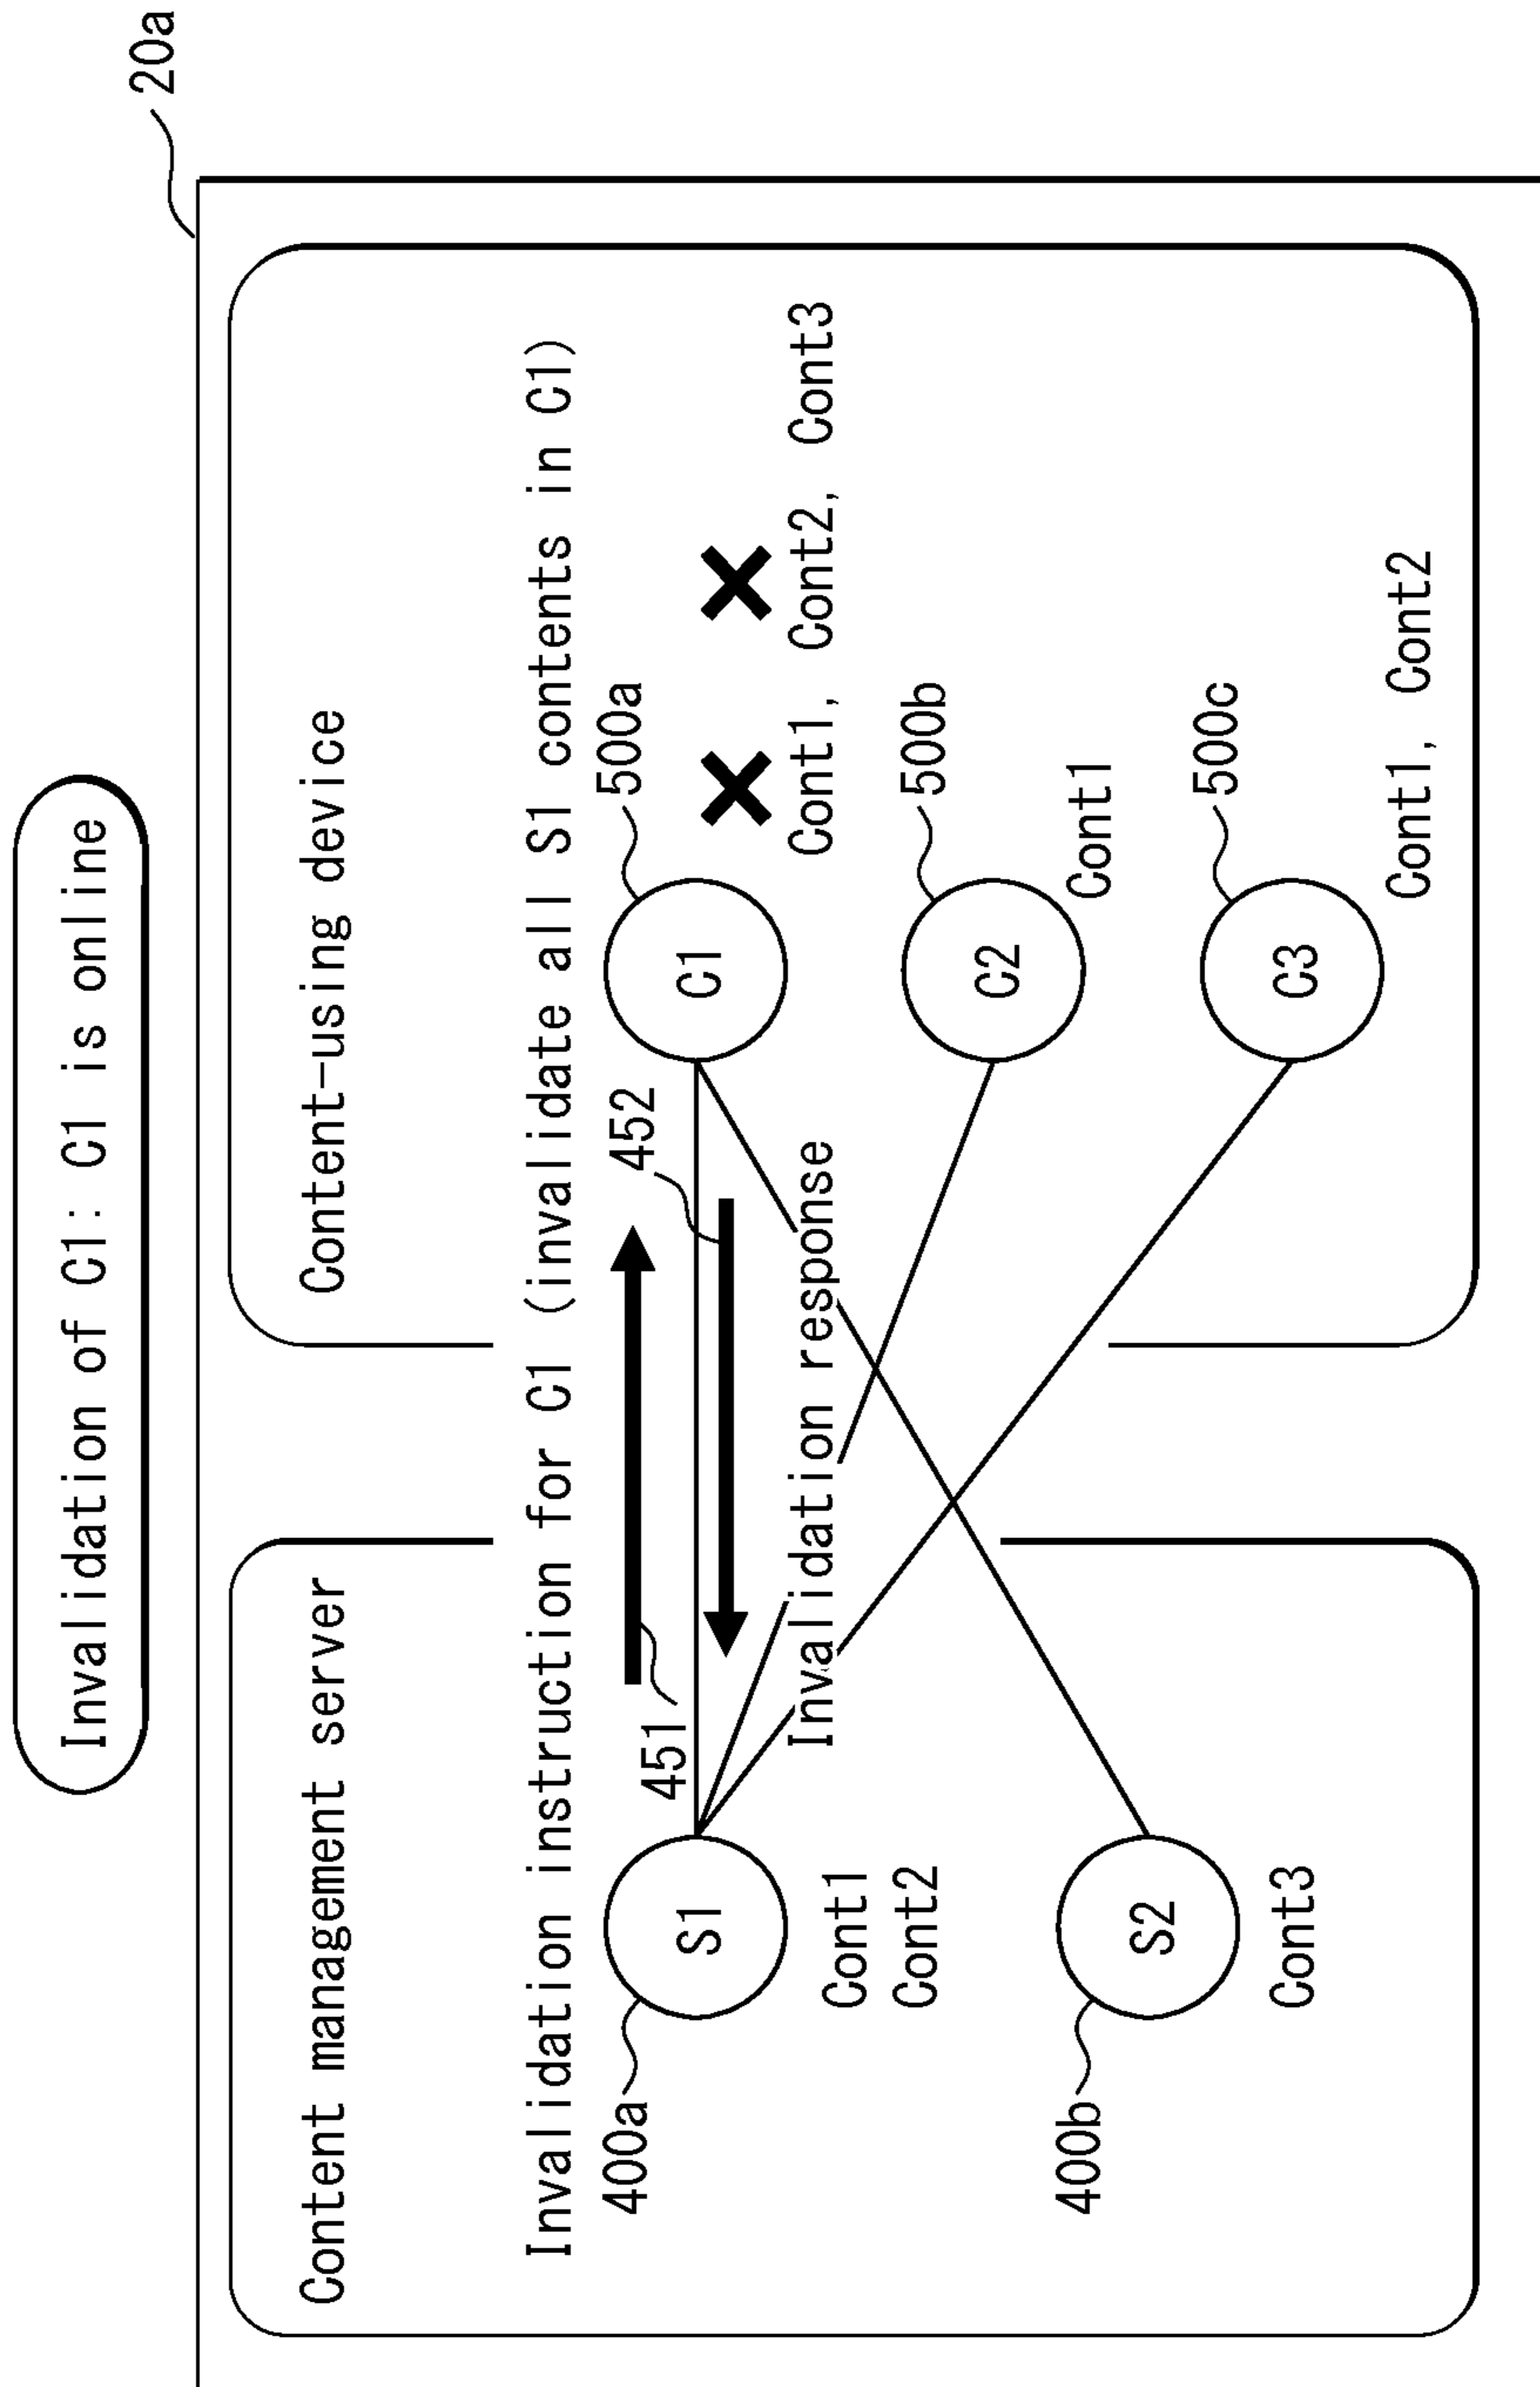 Invalidation of C1: C1 is online
20a
Content management server
Content-using device
Invalidation instruction for C1 (invalidate all S1 contents in C1)
400a
451
452
500a
S1
C1
Invalidation response
Cont1, Cont2, Cont3
Cont1
Cont2
500b
C2
Cont1
400b
S2
500c
C3
Cont3
Cont1, Cont2